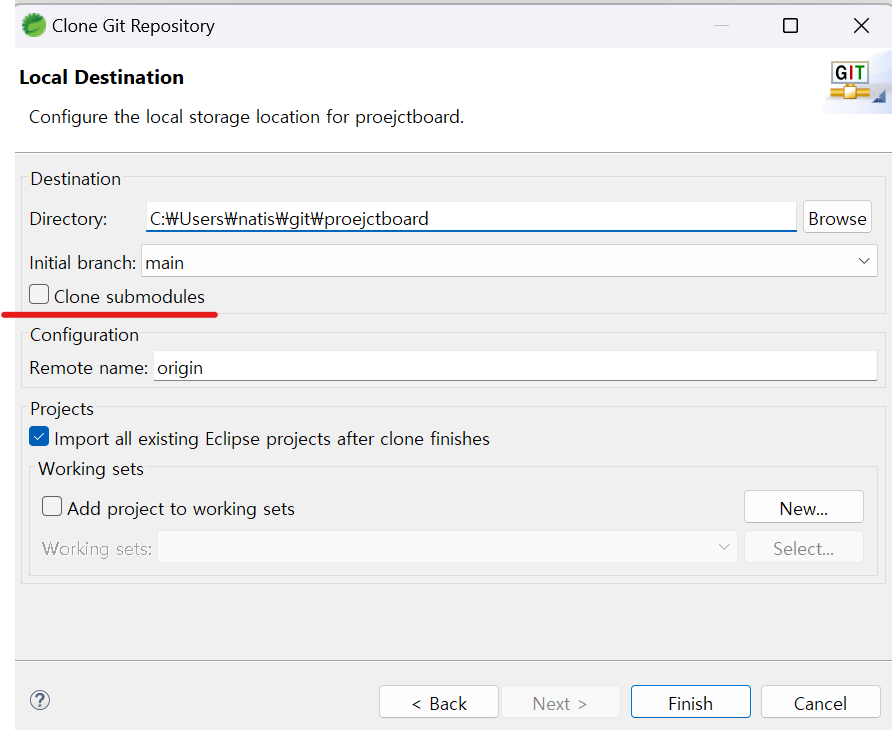 Clone Git Repository
Local Destination
GIT
Configure the local storage location for proejctboard.
Destination
Directory: C:₩Users₩natis₩git₩proejctboard Browse
Initial branch: main
Clone submodules
Configuration
Remote name: origin
Projects
Import all existing Eclipse projects after clone finishes
Working sets
Add project to working sets New...
Working sets: Select...
? < Back Next > Finish Cancel